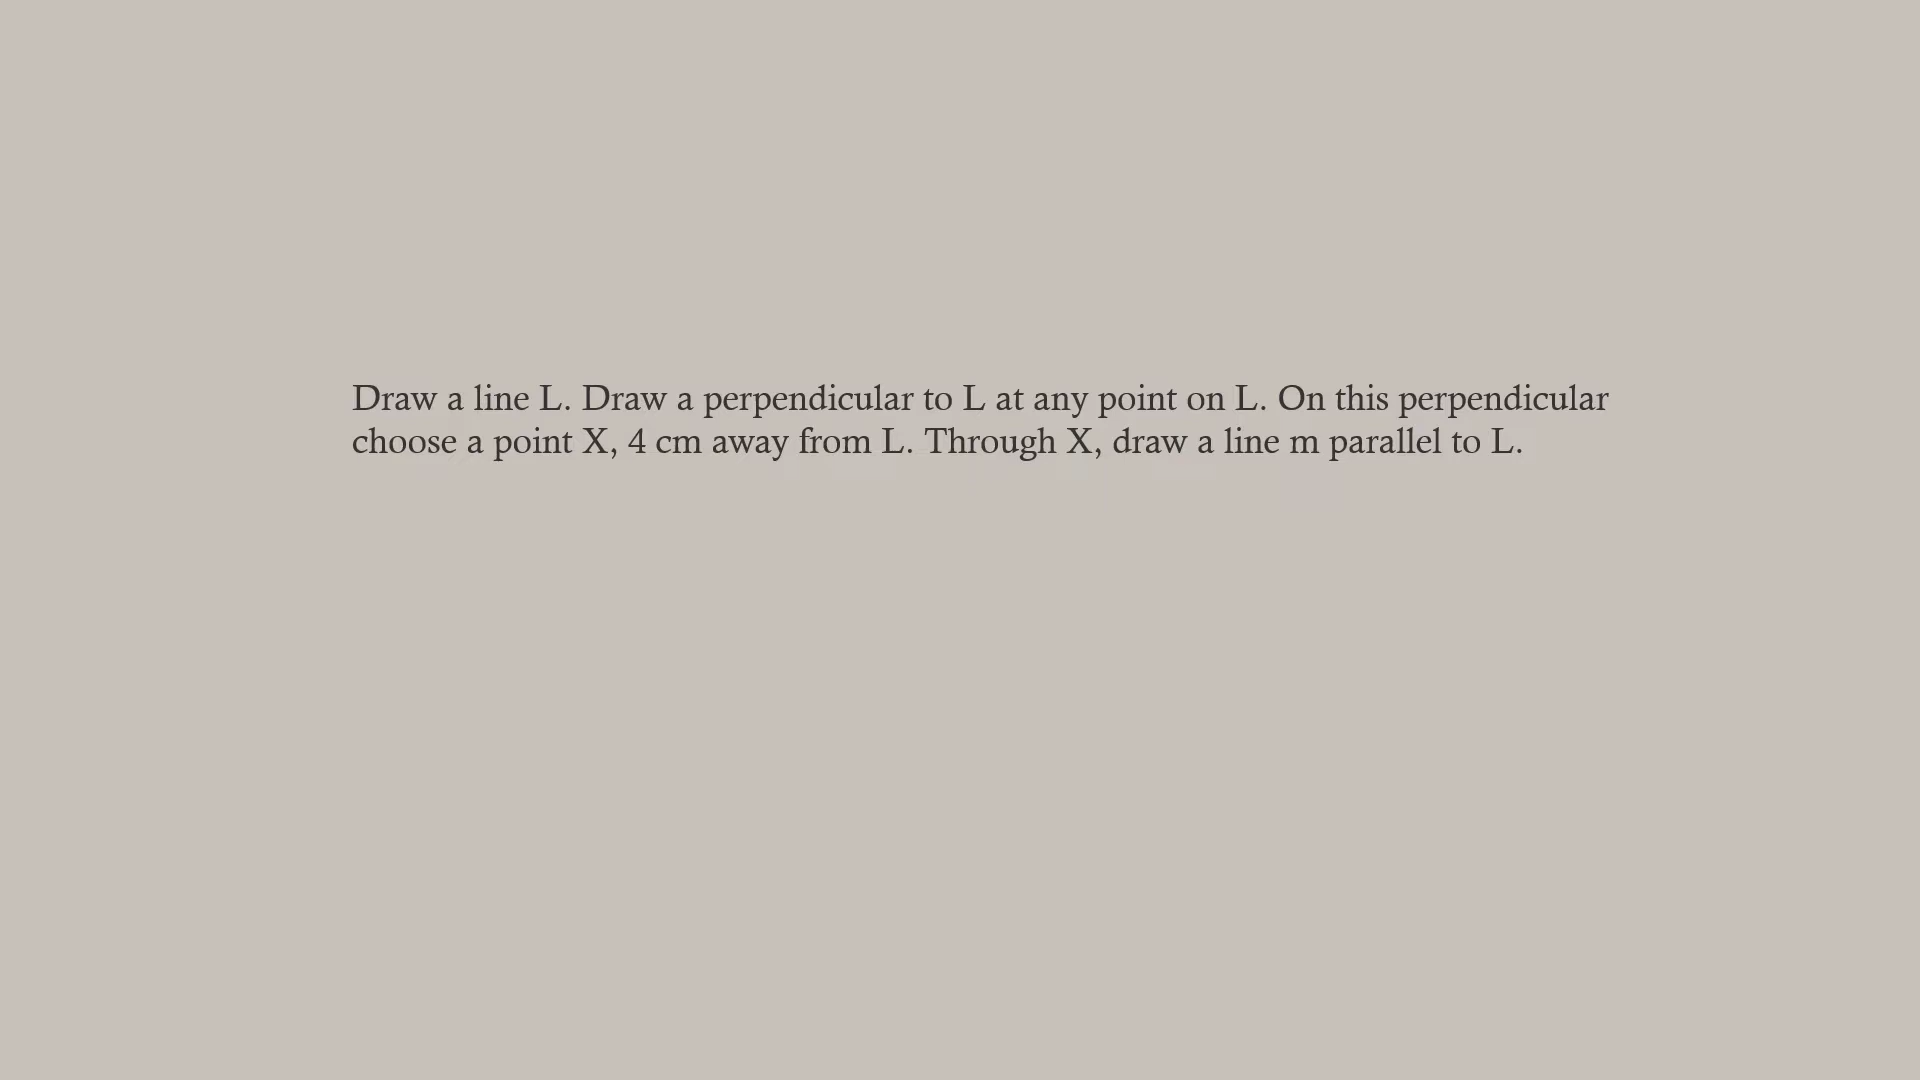 Draw a line L. Draw a perpendicular to L at any point on L. On this perpendicular
choose a point X, 4 cm away from L. Through X, draw a line m parallel to L.